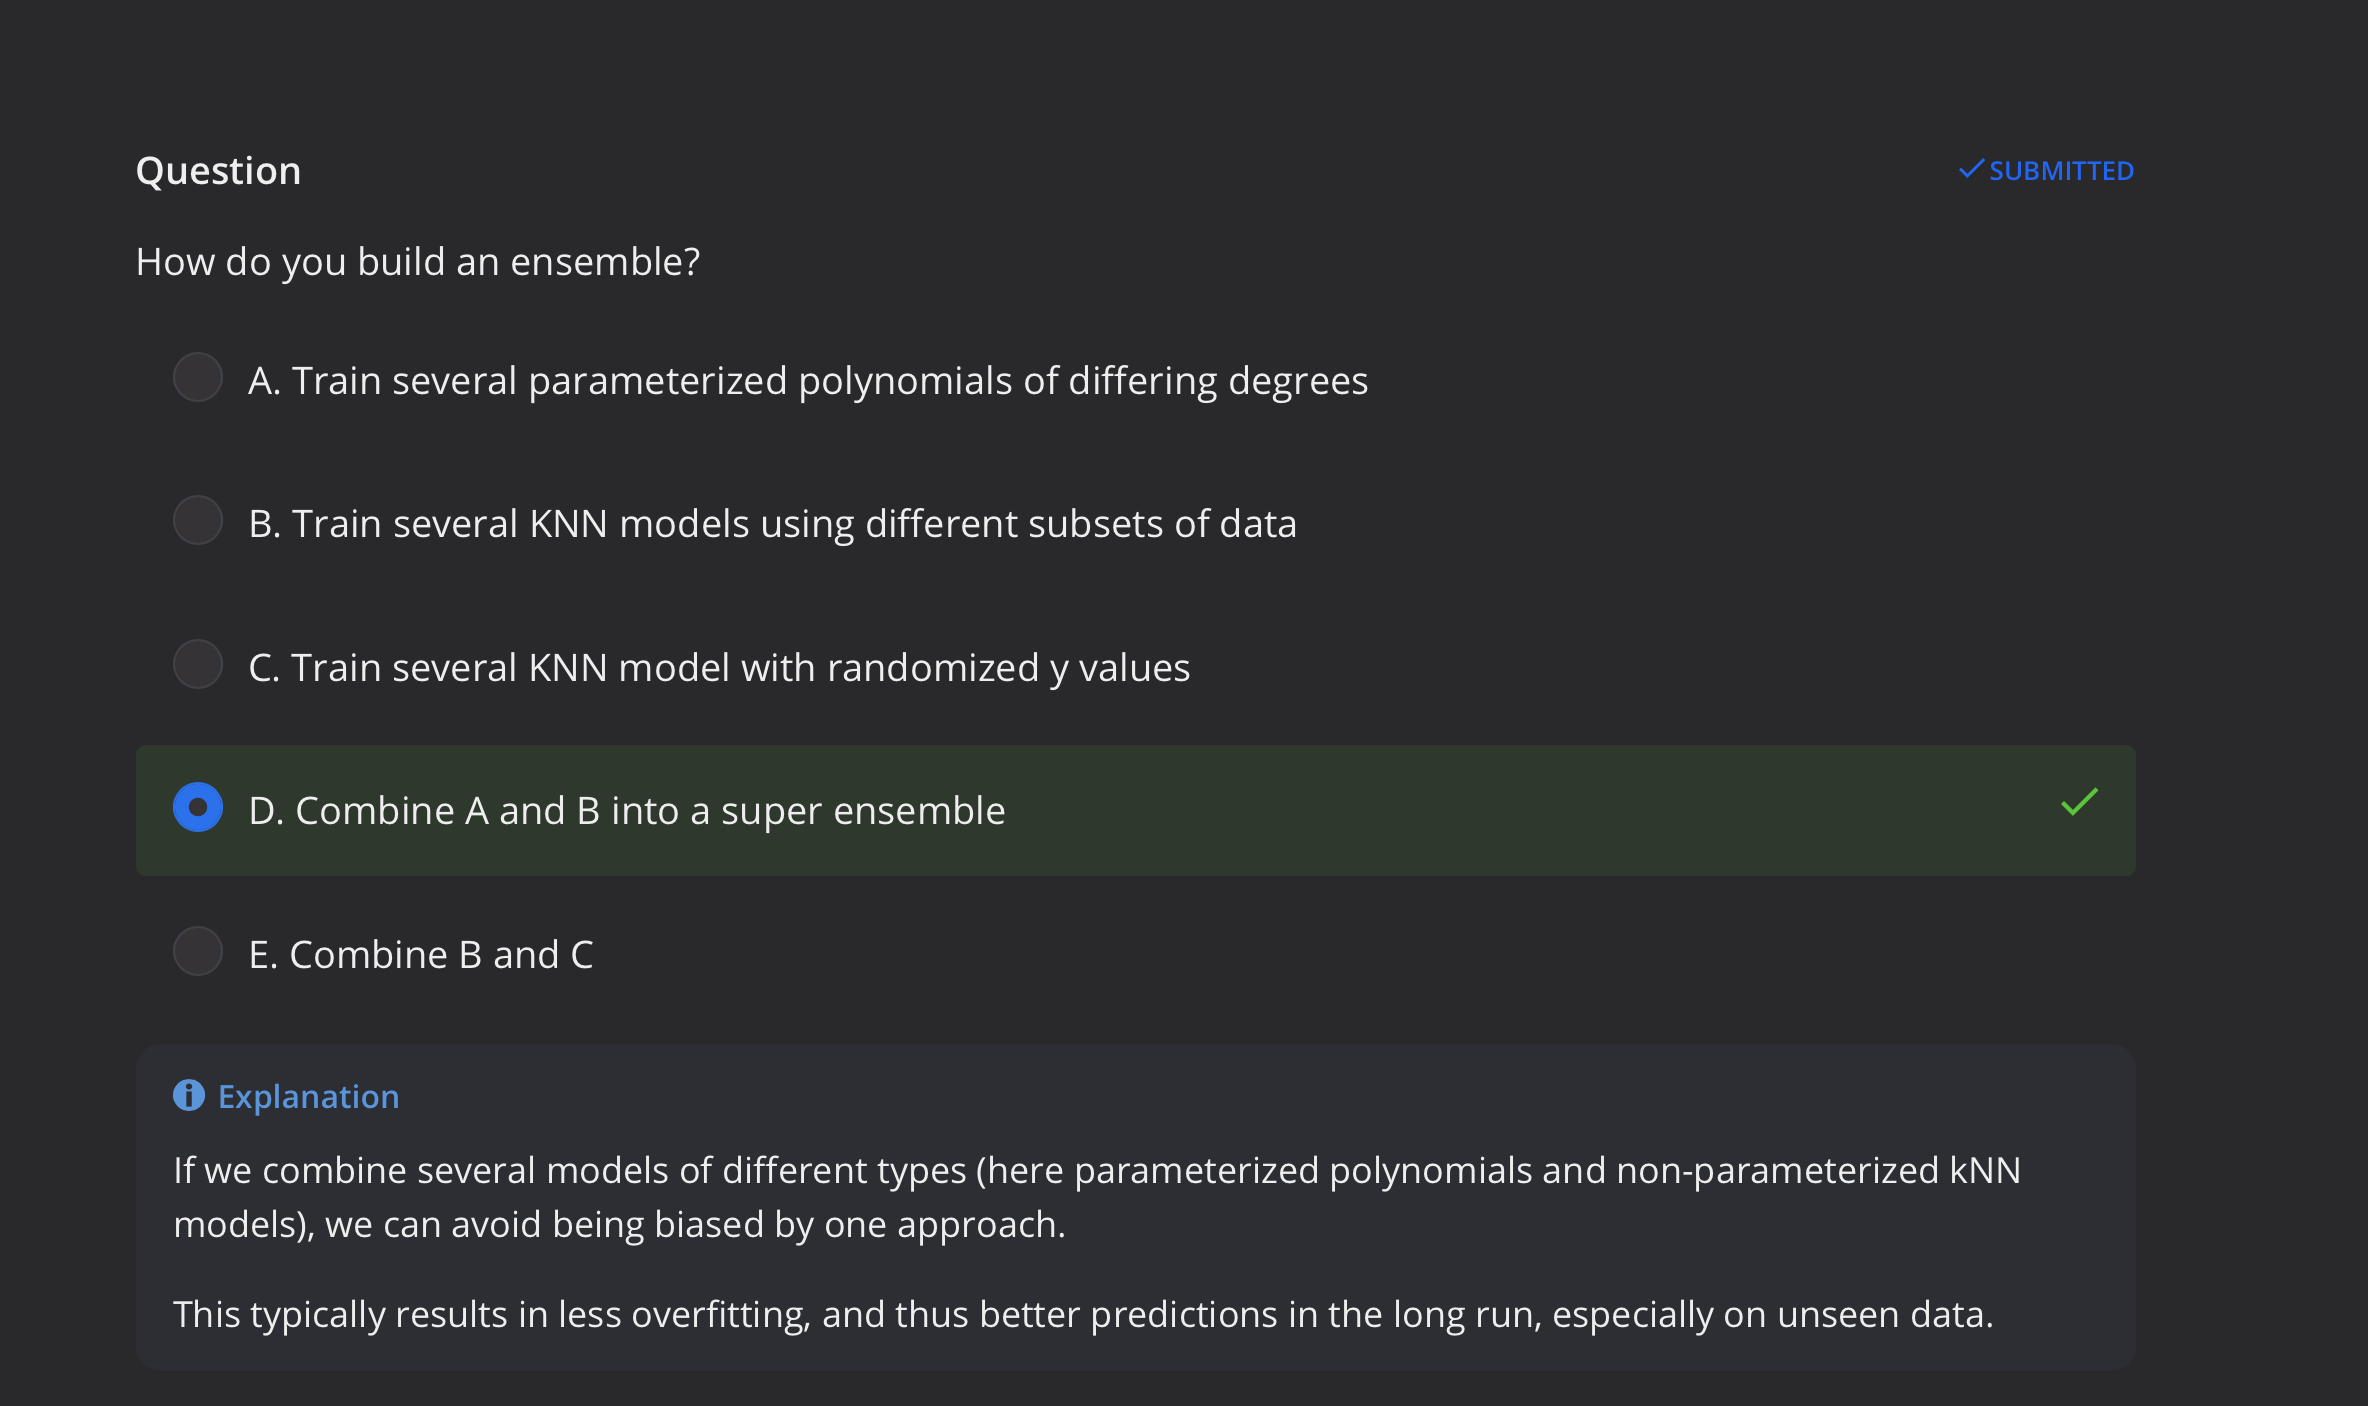 Question
SUBMITTED
How do you build an ensemble?
A. Train several parameterized polynomials of differing degrees
B. Train several KNN models using different subsets of data
C. Train several KNN model with randomized y values
D. Combine A and B into a super ensemble
E. Combine B and C
Explanation
If we combine several models of different types (here parameterized polynomials and non-parameterized kNN
models), we can avoid being biased by one approach.
This typically results in less overfitting, and thus better predictions in the long run, especially on unseen data.